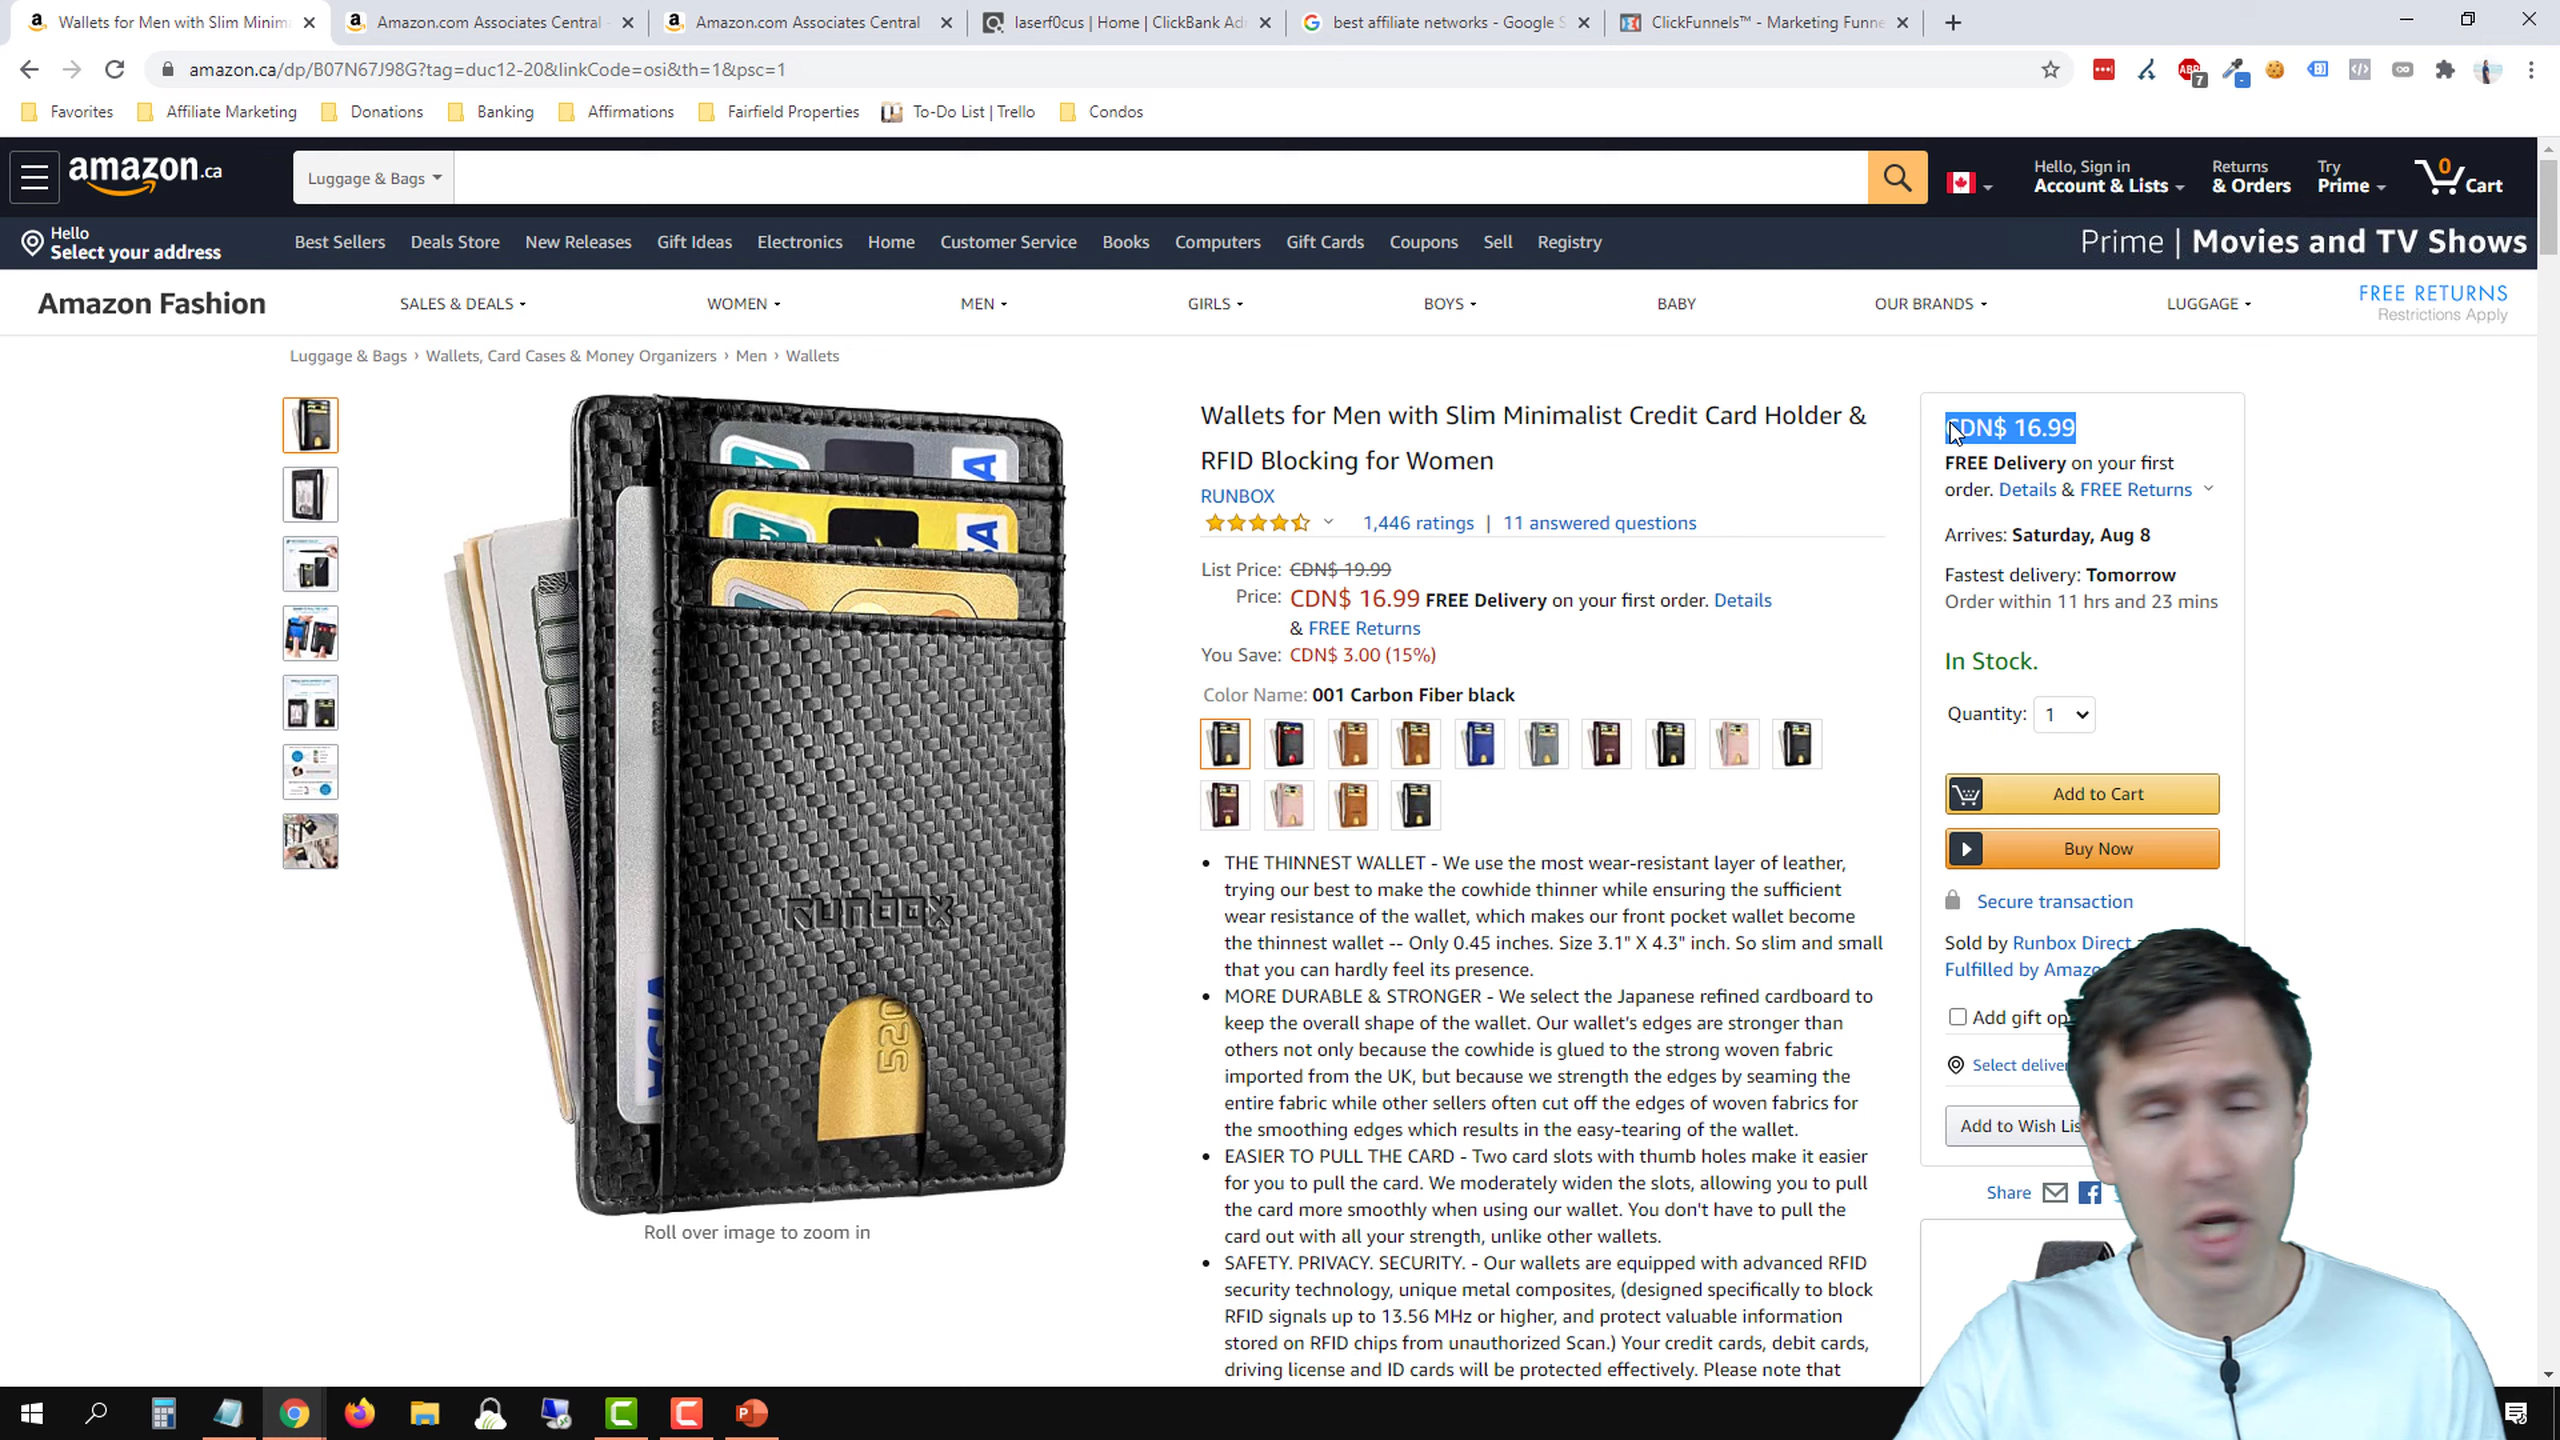 Wallets for Men with Slim Minim
Amazon.com Associates Central -
Amazon.com Associates Central
laserf0cus | Home | ClickBank Ad
best affiliate networks - Google S
ClickFunnels™ - Marketing Funne
amazon.ca/dp/B07N67J98G?tag=duc12-20&linkCode=osi&th=1&psc=1
ABP
7
Favorites
Affiliate Marketing
Donations
Banking
Affirmations
Fairfield Properties
To-Do List | Trello
Condos
amazon.ca
Luggage & Bags
Hello, Sign in
Account & Lists
Returns
& Orders
Try
Prime
0
Cart
Hello
Select your address
Best Sellers
Deals Store
New Releases
Gift Ideas
Electronics
Home
Customer Service
Books
Computers
Gift Cards
Coupons
Sell
Registry
Prime | Movies and TV Shows
Amazon Fashion
SALES & DEALS
WOMEN
MEN
GIRLS
BOYS
BABY
OUR BRANDS
LUGGAGE
FREE RETURNS
Restrictions Apply
Luggage & Bags › Wallets, Card Cases & Money Organizers › Men › Wallets
VISA
Runbox
520
Roll over image to zoom in
Wallets for Men with Slim Minimalist Credit Card Holder &
RFID Blocking for Women
RUNBOX
1,446 ratings | 11 answered questions
List Price: CDN$ 19.99
Price: CDN$ 16.99 FREE Delivery on your first order. Details
& FREE Returns
You Save: CDN$ 3.00 (15%)
Color Name: 001 Carbon Fiber black
• THE THINNEST WALLET - We use the most wear-resistant layer of leather,
trying our best to make the cowhide thinner while ensuring the sufficient
wear resistance of the wallet, which makes our front pocket wallet become
the thinnest wallet -- Only 0.45 inches. Size 3.1" X 4.3" inch. So slim and small
that you can hardly feel its presence.
• MORE DURABLE & STRONGER - We select the Japanese refined cardboard to
keep the overall shape of the wallet. Our wallet's edges are stronger than
others not only because the cowhide is glued to the strong woven fabric
imported from the UK, but because we strength the edges by seaming the
entire fabric while other sellers often cut off the edges of woven fabrics for
the smoothing edges which results in the easy-tearing of the wallet.
• EASIER TO PULL THE CARD - Two card slots with thumb holes make it easier
for you to pull the card. We moderately widen the slots, allowing you to pull
the card more smoothly when using our wallet. You don't have to pull the
card out with all your strength, unlike other wallets.
• SAFETY. PRIVACY. SECURITY. - Our wallets are equipped with advanced RFID
security technology, unique metal composites, (designed specifically to block
RFID signals up to 13.56 MHz or higher, and protect valuable information
stored on RFID chips from unauthorized Scan.) Your credit cards, debit cards,
driving license and ID cards will be protected effectively. Please note that
CDN$ 16.99
FREE Delivery on your first
order. Details & FREE Returns
Arrives: Saturday, Aug 8
Fastest delivery: Tomorrow
Order within 11 hrs and 23 mins
In Stock.
Quantity: 1
Add to Cart
Buy Now
Secure transaction
Sold by Runbox Direct
Fulfilled by Amazo
Add gift op
Select delive
Add to Wish Lis
Share